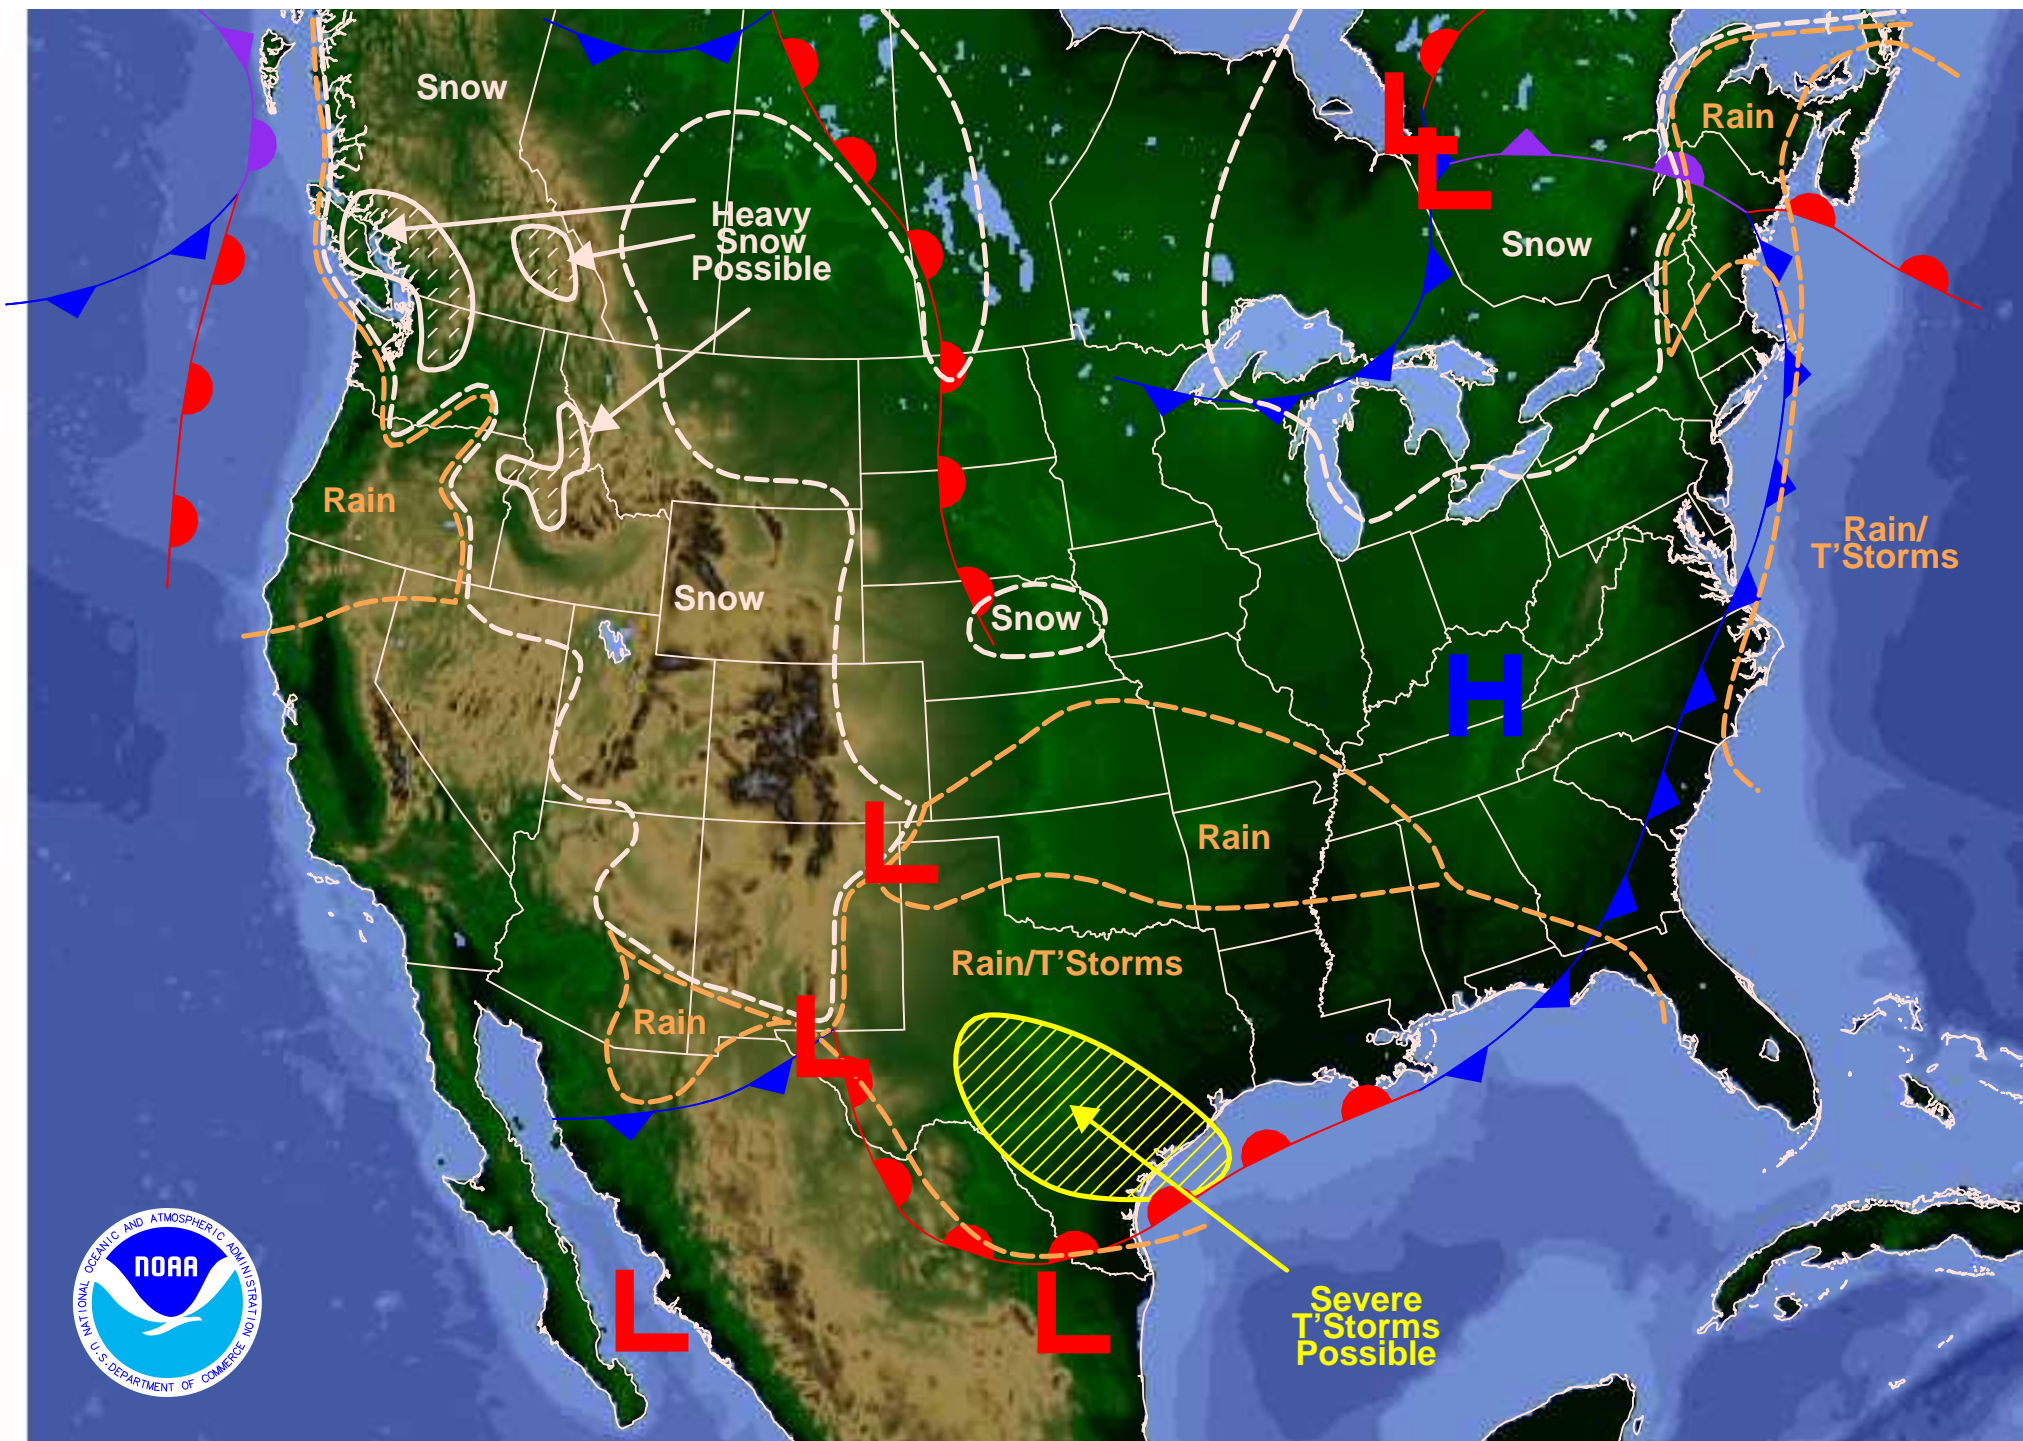 Snow
Rain
Heavy
Snow
Possible
Snow
L
L
Rain
Rain/
T'Storms
Snow
Snow
H
L
Rain
Rain/T'Storms
Rain
L
L
L
Severe
T'Storms
Possible
NATIONAL OCEANIC AND ATMOSPHERIC ADMINISTRATION
NOAA
U.S. DEPARTMENT OF COMMERCE